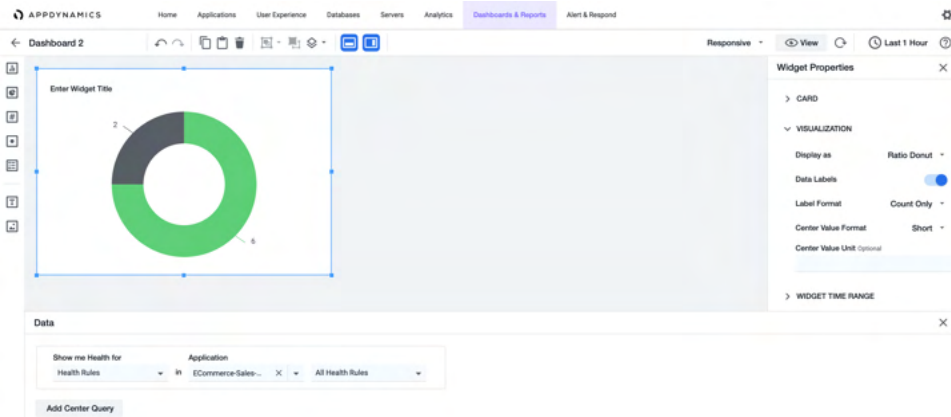 APPDYNAMICS Home Applications User Experience Databases Servers Analytics Dashboards & Reports Alert & Respond
Dashboard 2 Responsive View Last 1 Hour
Widget Properties
Enter Widget Title
CARD
2
VISUALIZATION
Display as Ratio Donut
Data Labels
Label Format Count Only
Center Value Format Short
6
Center Value Unit Optional
WIDGET TIME RANGE
Data
Show me Health for Application
Health Rules in ECommerce-Sales-... All Health Rules
Add Center Query